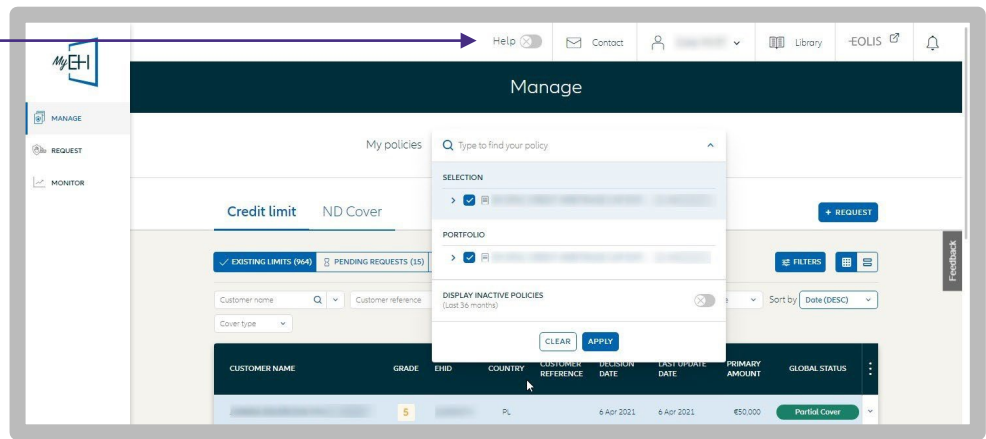 Help
Contact
Library
EOLIS
My EH
Manage
MANAGE
REQUEST
MONITOR
My policies
Type to find your policy
SELECTION
PORTFOLIO
DISPLAY INACTIVE POLICIES
(Last 36 months)
CLEAR
APPLY
Credit limit
ND Cover
+ REQUEST
EXISTING LIMITS (964)
PENDING REQUESTS (15)
FILTERS
Feedback
Customer name
Customer reference
Sort by
Date (DESC)
Cover type
CUSTOMER NAME
GRADE
EHID
COUNTRY
CUSTOMER REFERENCE
DECISION DATE
LAST UPDATE DATE
PRIMARY AMOUNT
GLOBAL STATUS
5
PL
6 Apr 2021
6 Apr 2021
€50,000
Partial Cover